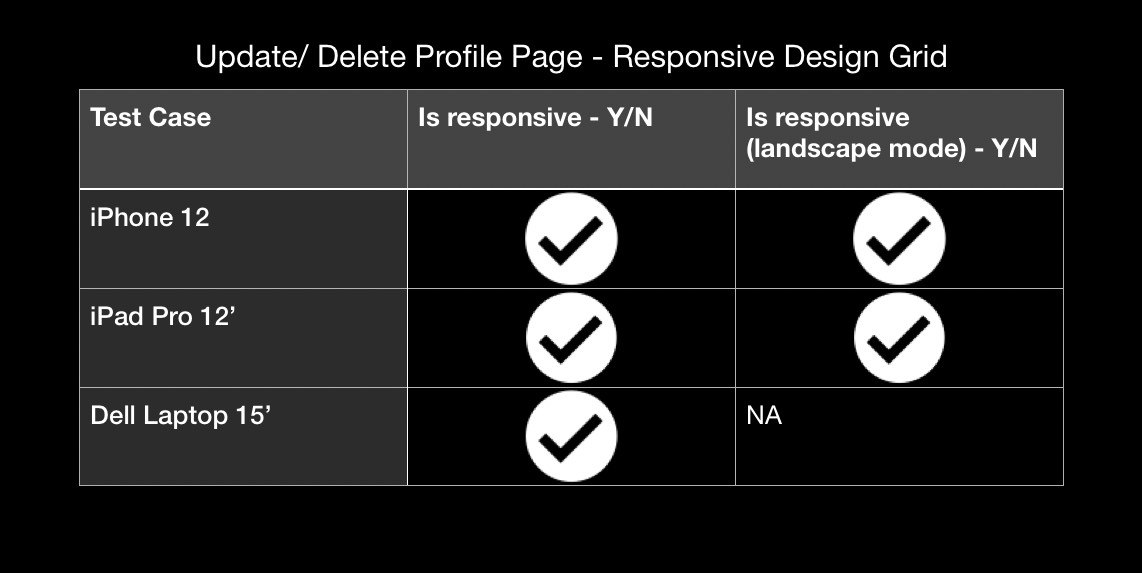 Update/ Delete Profile Page - Responsive Design Grid
Test Case
Is responsive - Y/N
Is responsive
(landscape mode) - Y/N
iPhone 12
iPad Pro 12’
Dell Laptop 15’
NA